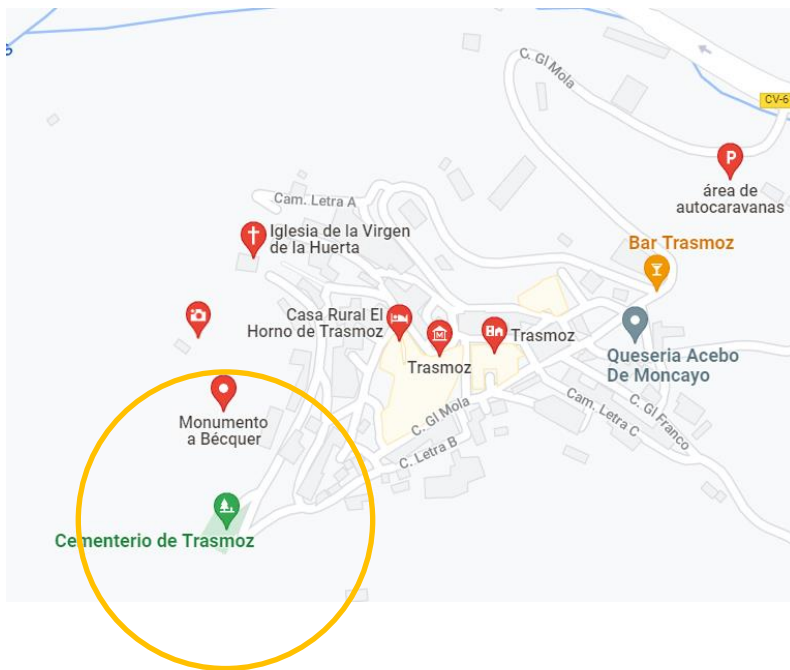 C. Gl Mola
CV-6
área de
autocaravanas
Cam. Letra A
Iglesia de la Virgen
de la Huerta
Bar Trasmoz
Casa Rural El
Horno de Trasmoz
Trasmoz
Trasmoz
Queseria Acebo
De Moncayo
Monumento
a Bécquer
C. Gl Mola
Cam. Letra C
C. Gl Franco
C. Letra B
Cementerio de Trasmoz